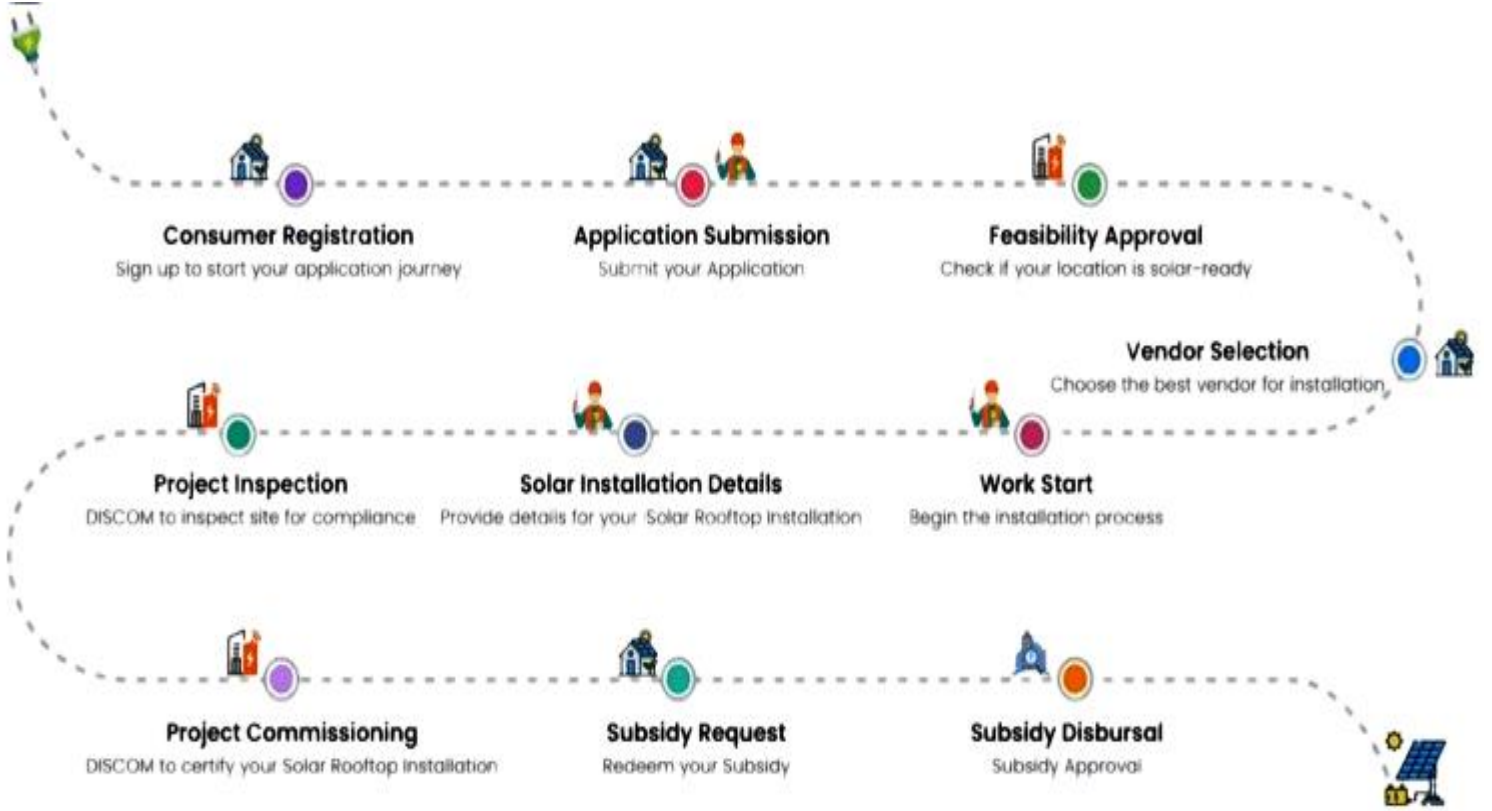 Consumer Registration
Sign up to start your application journey
Application Submission
Submit your Application
Feasibility Approval
Check if your location is solar-ready
Vendor Selection
Choose the best vendor for installation
Work Start
Begin the installation process
Solar Installation Details
Provide details for your Solar Rooftop Installation
Project Inspection
DISCOM to inspect site for compliance
Project Commissioning
DISCOM to certify your Solar Rooftop Installation
Subsidy Request
Redeem your Subsidy
Subsidy Disbursal
Subsidy Approval